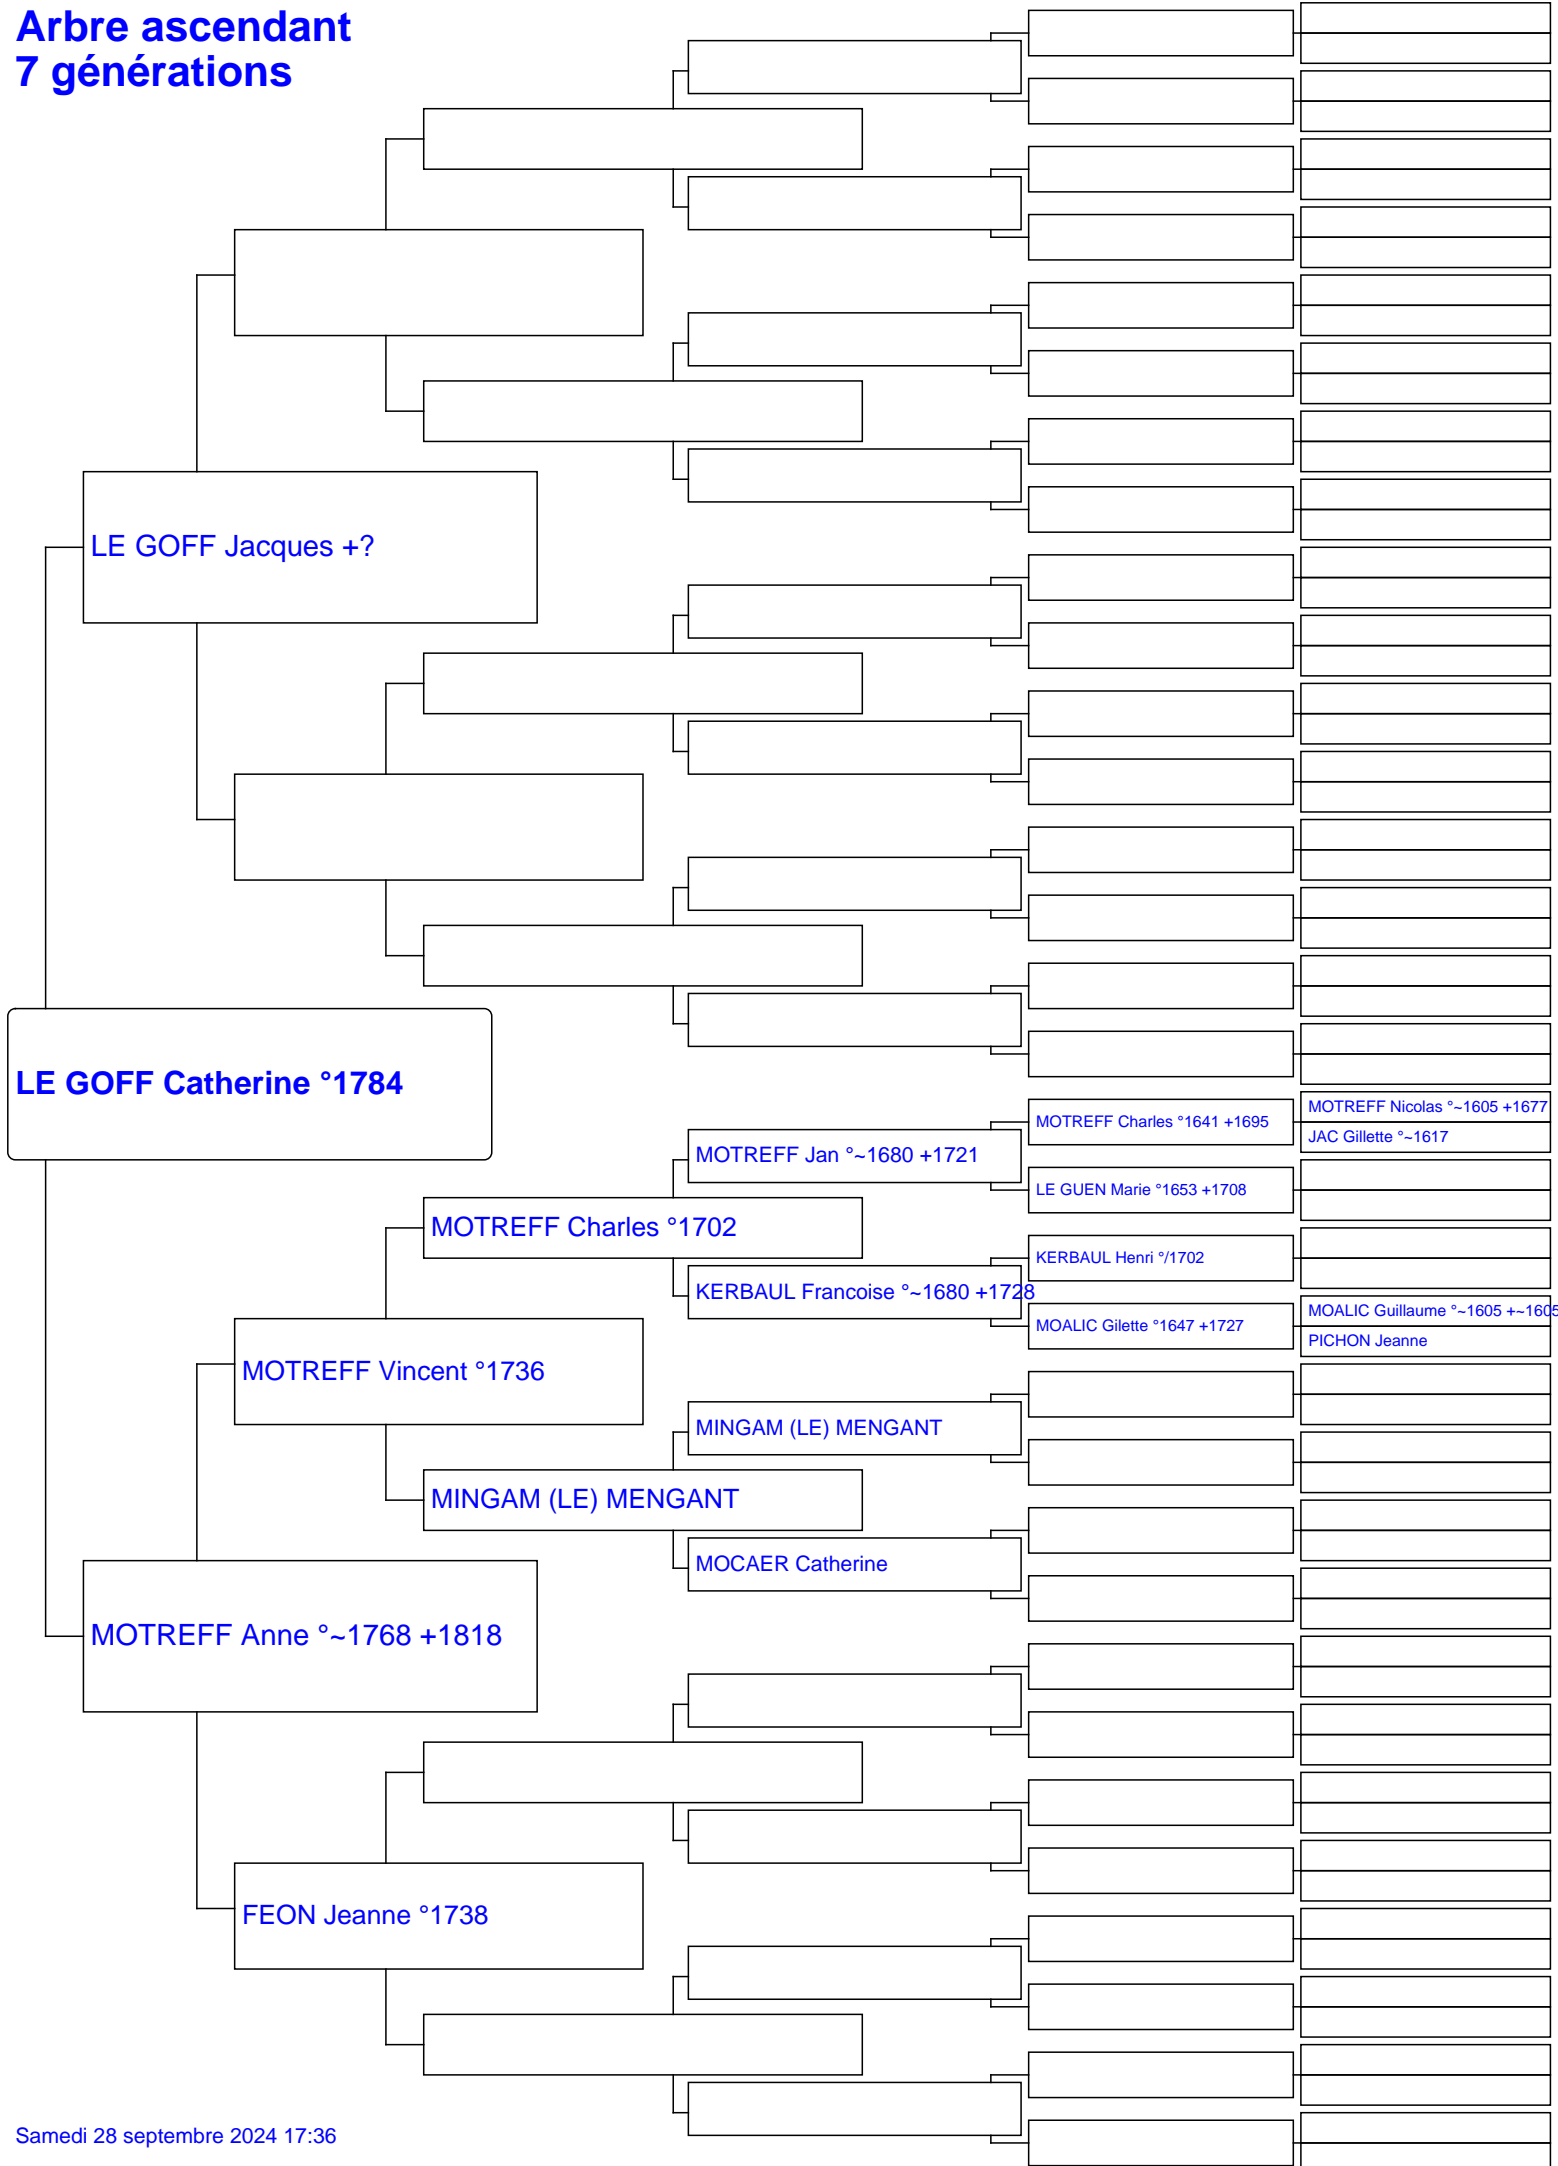 Arbre ascendant
7 générations
LE GOFF Jacques +?
LE GOFF Catherine °1784
MOTREFF Nicolas °~1605 +1677
MOTREFF Charles °1641 +1695
JAC Gillette °~1617
MOTREFF Jan °~1680 +1721
LE GUEN Marie °1653 +1708
MOTREFF Charles °1702
KERBAUL Henri °/1702
KERBAUL Francoise °~1680 +1728
MOALIC Guillaume °~1605 +~1605
MOALIC Gilette °1647 +1727
PICHON Jeanne
MOTREFF Vincent °1736
MINGAM (LE) MENGANT
MINGAM (LE) MENGANT
MOCAER Catherine
MOTREFF Anne °~1768 +1818
FEON Jeanne °1738
Samedi 28 septembre 2024 17:36